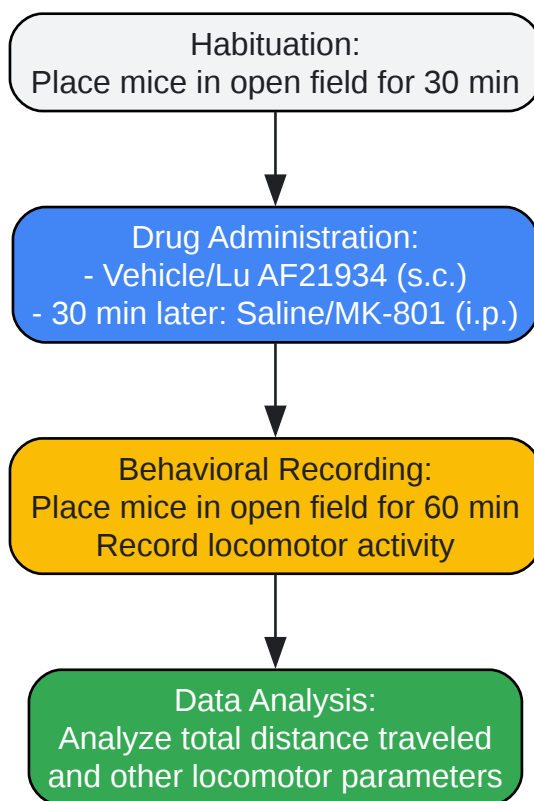 Habituation:
Place mice in open field for 30 min
Drug Administration:
- Vehicle/Lu AF21934 (s.c.)
- 30 min later: Saline/MK-801 (i.p.)
Behavioral Recording:
Place mice in open field for 60 min
Record locomotor activity
Data Analysis:
Analyze total distance traveled
and other locomotor parameters